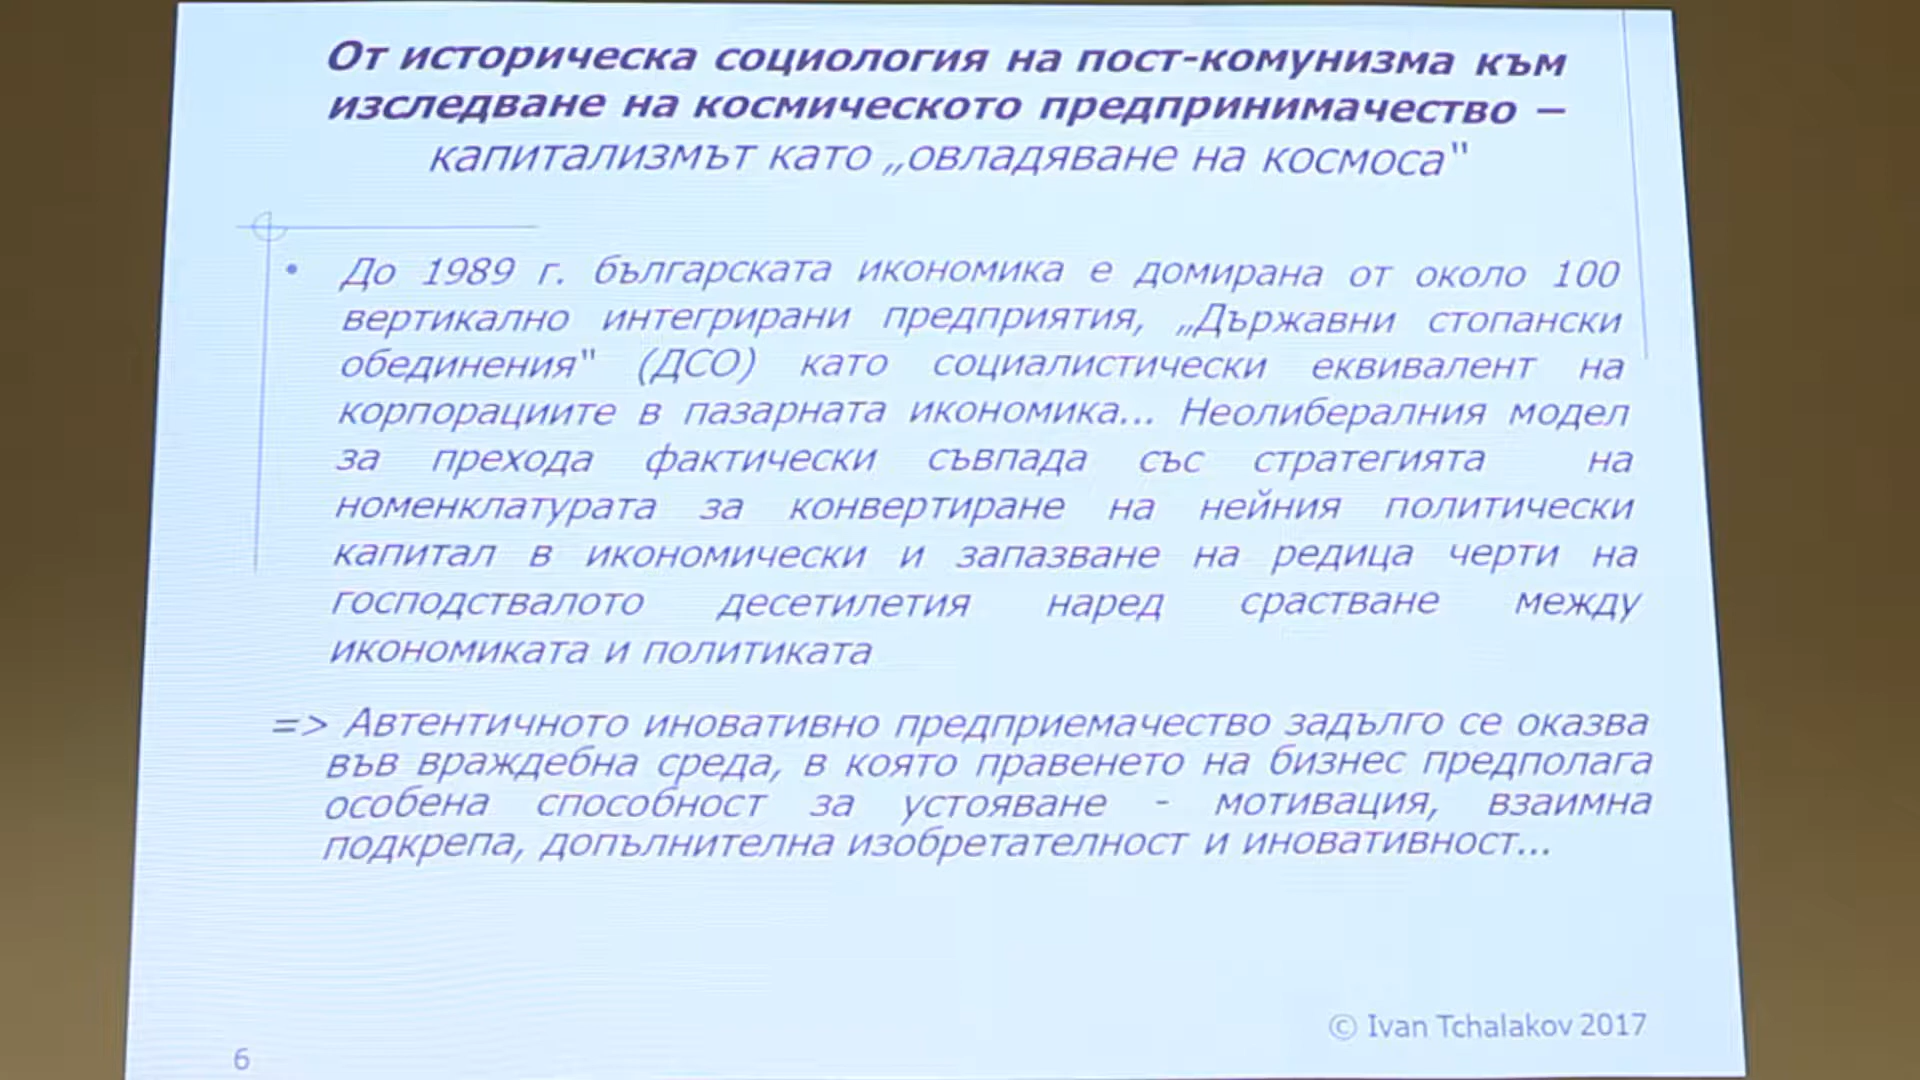 От историческа социология на пост-комунизма към
изследване на космическото предпринимачество –
капитализмът като „овладяване на космоса"
• До 1989 г. българската икономика е домирана от около 100
вертикално интегрирани предприятия, „Държавни стопански
обединения" (ДСО) като социалистически еквивалент на
корпорациите в пазарната икономика... Неолибералния модел
за прехода фактически съвпада със стратегията на
номенклатурата за конвертиране на нейния политически
капитал в икономически и запазване на редица черти на
господствалото десетилетия наред срастване между
икономиката и политиката
=> Автентичното иновативно предприемачество задълго се оказва
във враждебна среда, в която правенето на бизнес предполага
особена способност за устояване - мотивация, взаимна
подкрепа, допълнителна изобретателност и иновативност...
© Ivan Tchalakov 2017
6